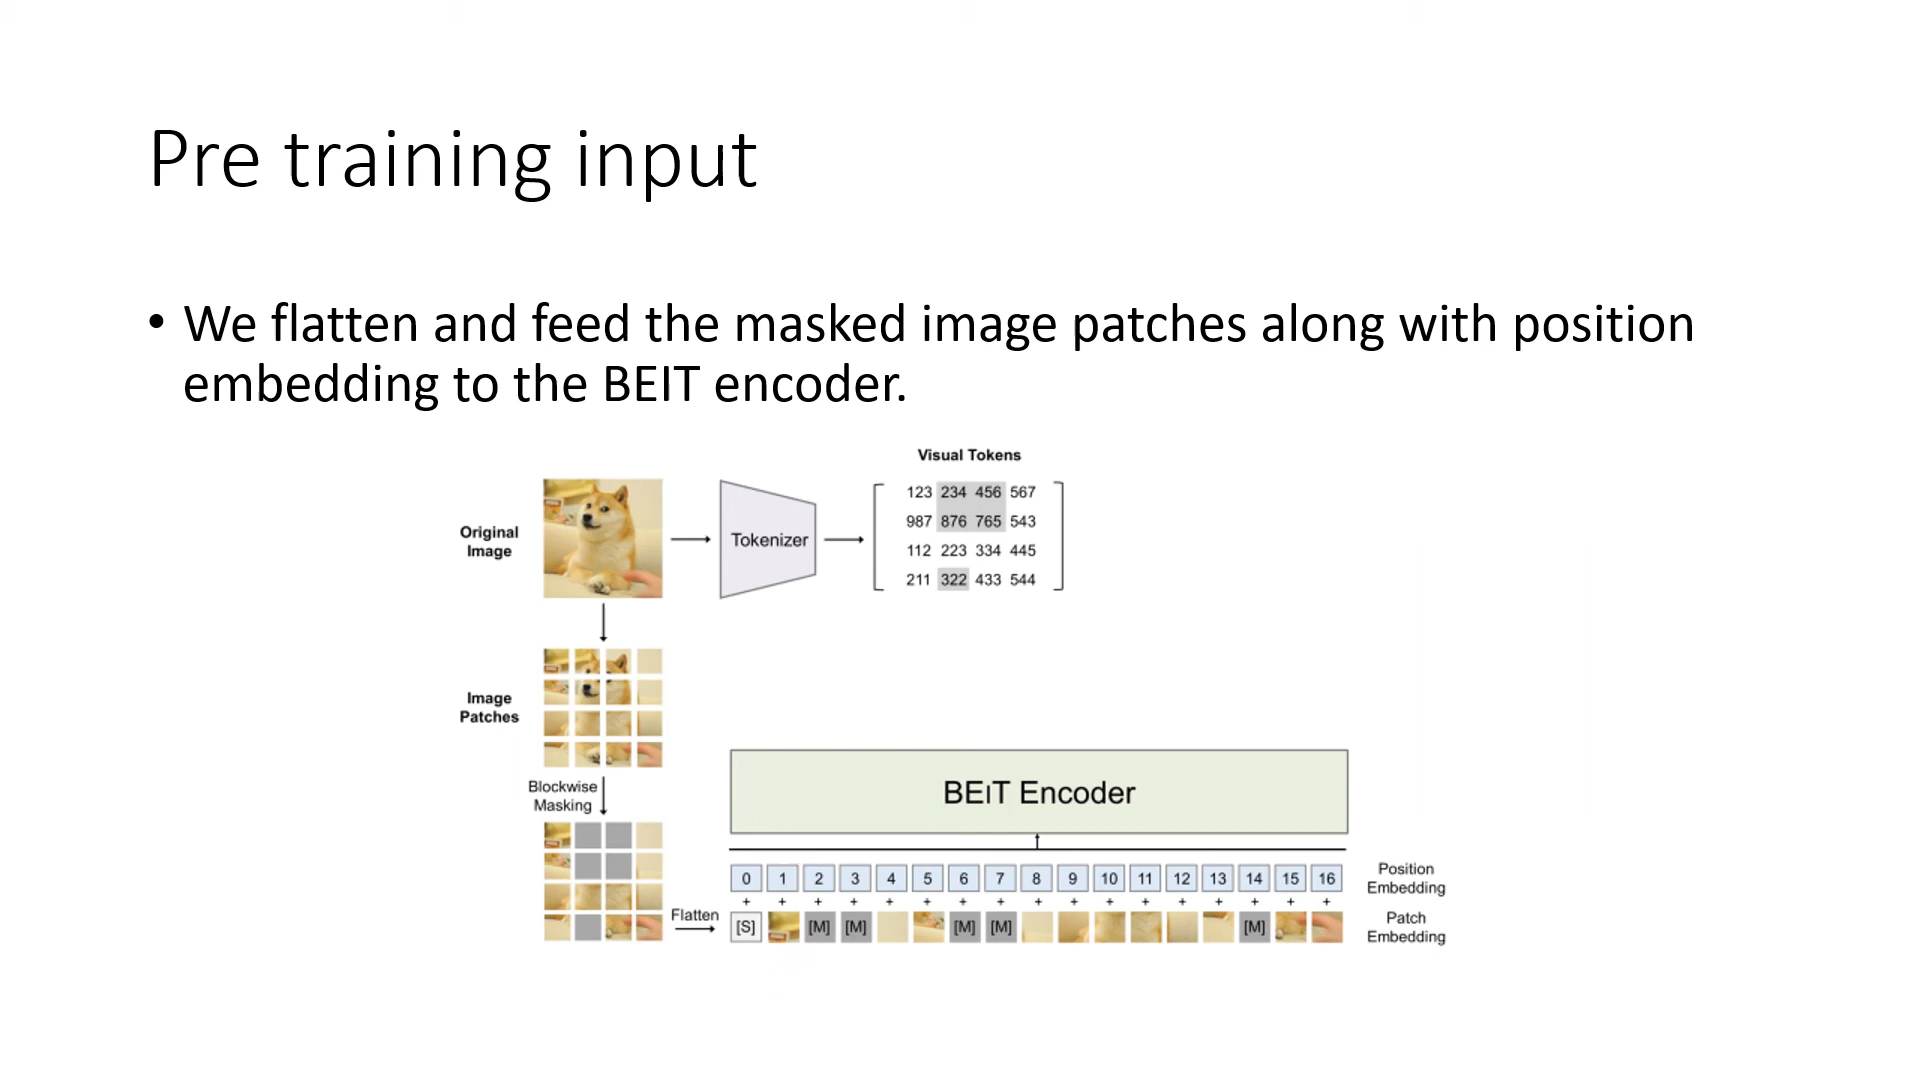 Pre training input
• We flatten and feed the masked image patches along with position
embedding to the BEIT encoder.
Visual Tokens
Original
Image
Tokenizer
123 234 456 567
987 876 765 543
112 223 334 445
211 322 433 544
Image
Patches
Blockwise
Masking
BEiT Encoder
0 1 2 3 4 5 6 7 8 9 10 11 12 13 14 15 16
Position
Embedding
+ + + + + + + + + + + + + + + + +
Flatten
[S] [M] [M] [M] [M] [M]
Patch
Embedding